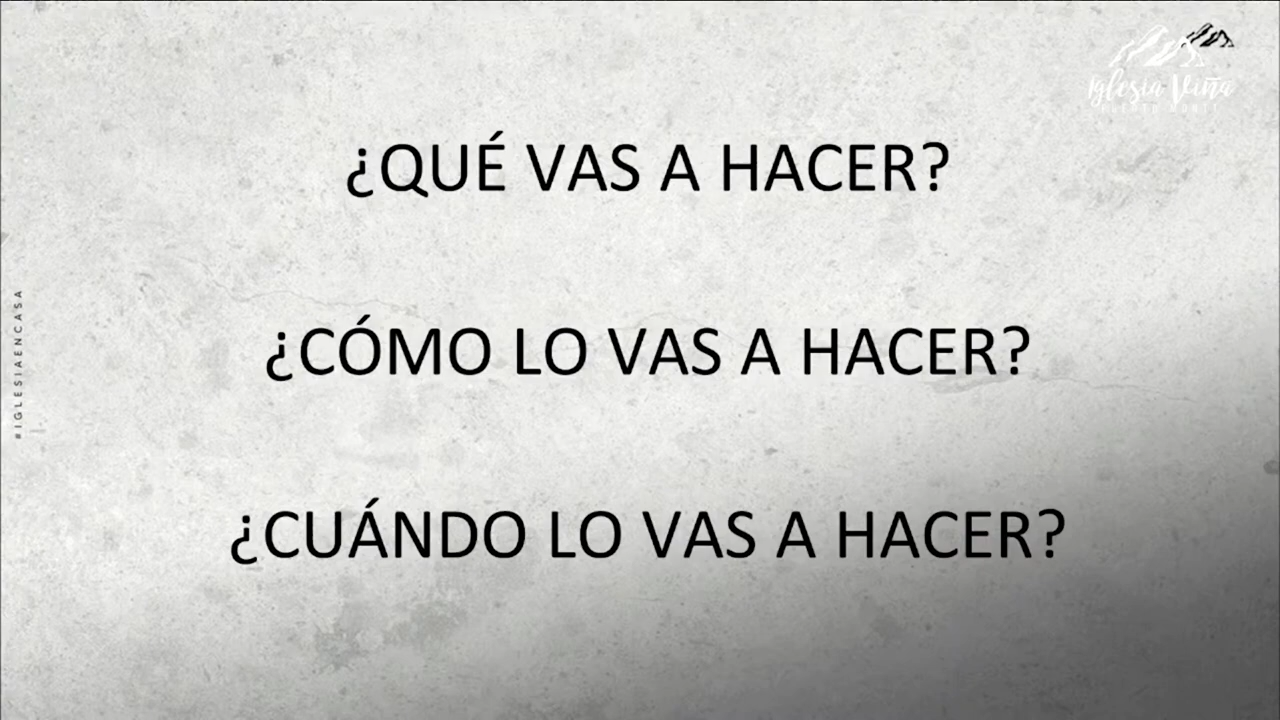 Iglesia Viña
¿QUÉ VAS A HACER?
#IGLESIAENCASA
¿CÓMO LO VAS A HACER?
¿CUÁNDO LO VAS A HACER?